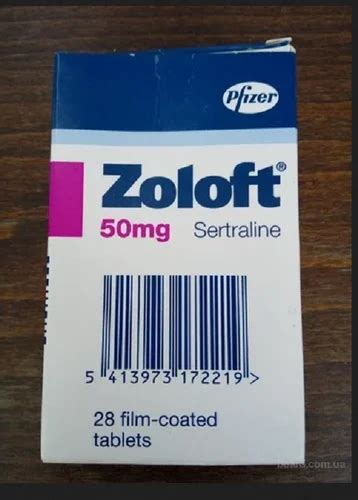 Pfizer
Zoloft®
50mg Sertraline
5 413973 172219 >
28 film-coated
tablets